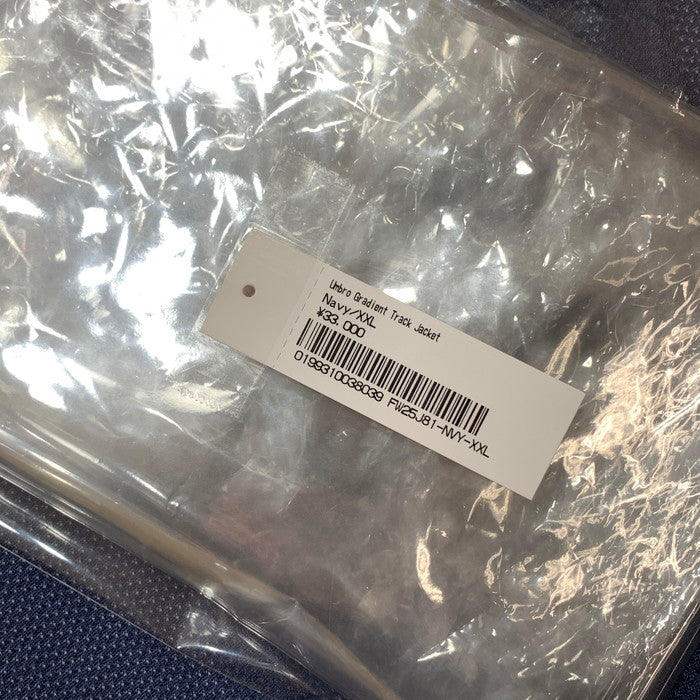 Umbro Gradient Track Jacket
Navy/XXL
¥33,000
0199310038039 FW25J81-NVY-XXL